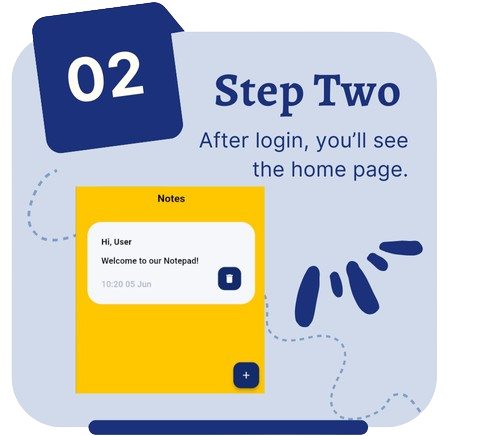 02
Step Two
After login, you’ll see
the home page.
Notes
Hi, User
Welcome to our Notepad!
10:20 05 Jun
+